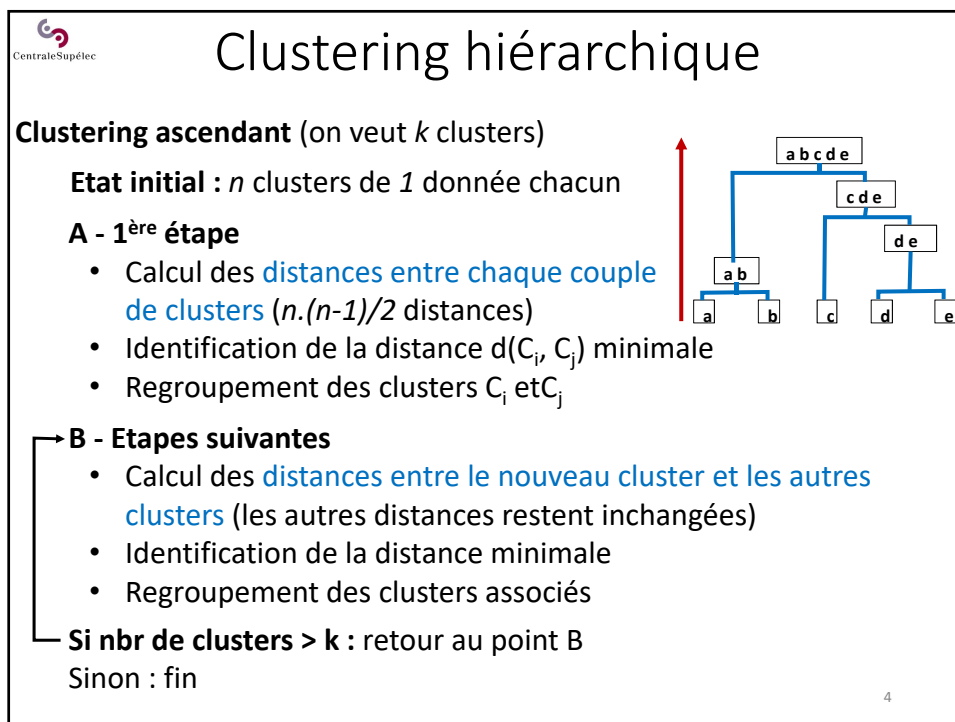 CentraleSupélec
Clustering hiérarchique
Clustering ascendant (on veut k clusters)
Etat initial : n clusters de 1 donnée chacun
A - 1ère étape
• Calcul des distances entre chaque couple
de clusters (n.(n-1)/2 distances)
• Identification de la distance d(Ci, Cj) minimale
• Regroupement des clusters Ci etCj
a b c d e
c d e
d e
a b
a b c d e
B - Etapes suivantes
• Calcul des distances entre le nouveau cluster et les autres
clusters (les autres distances restent inchangées)
• Identification de la distance minimale
• Regroupement des clusters associés
Si nbr de clusters > k : retour au point B
Sinon : fin
4